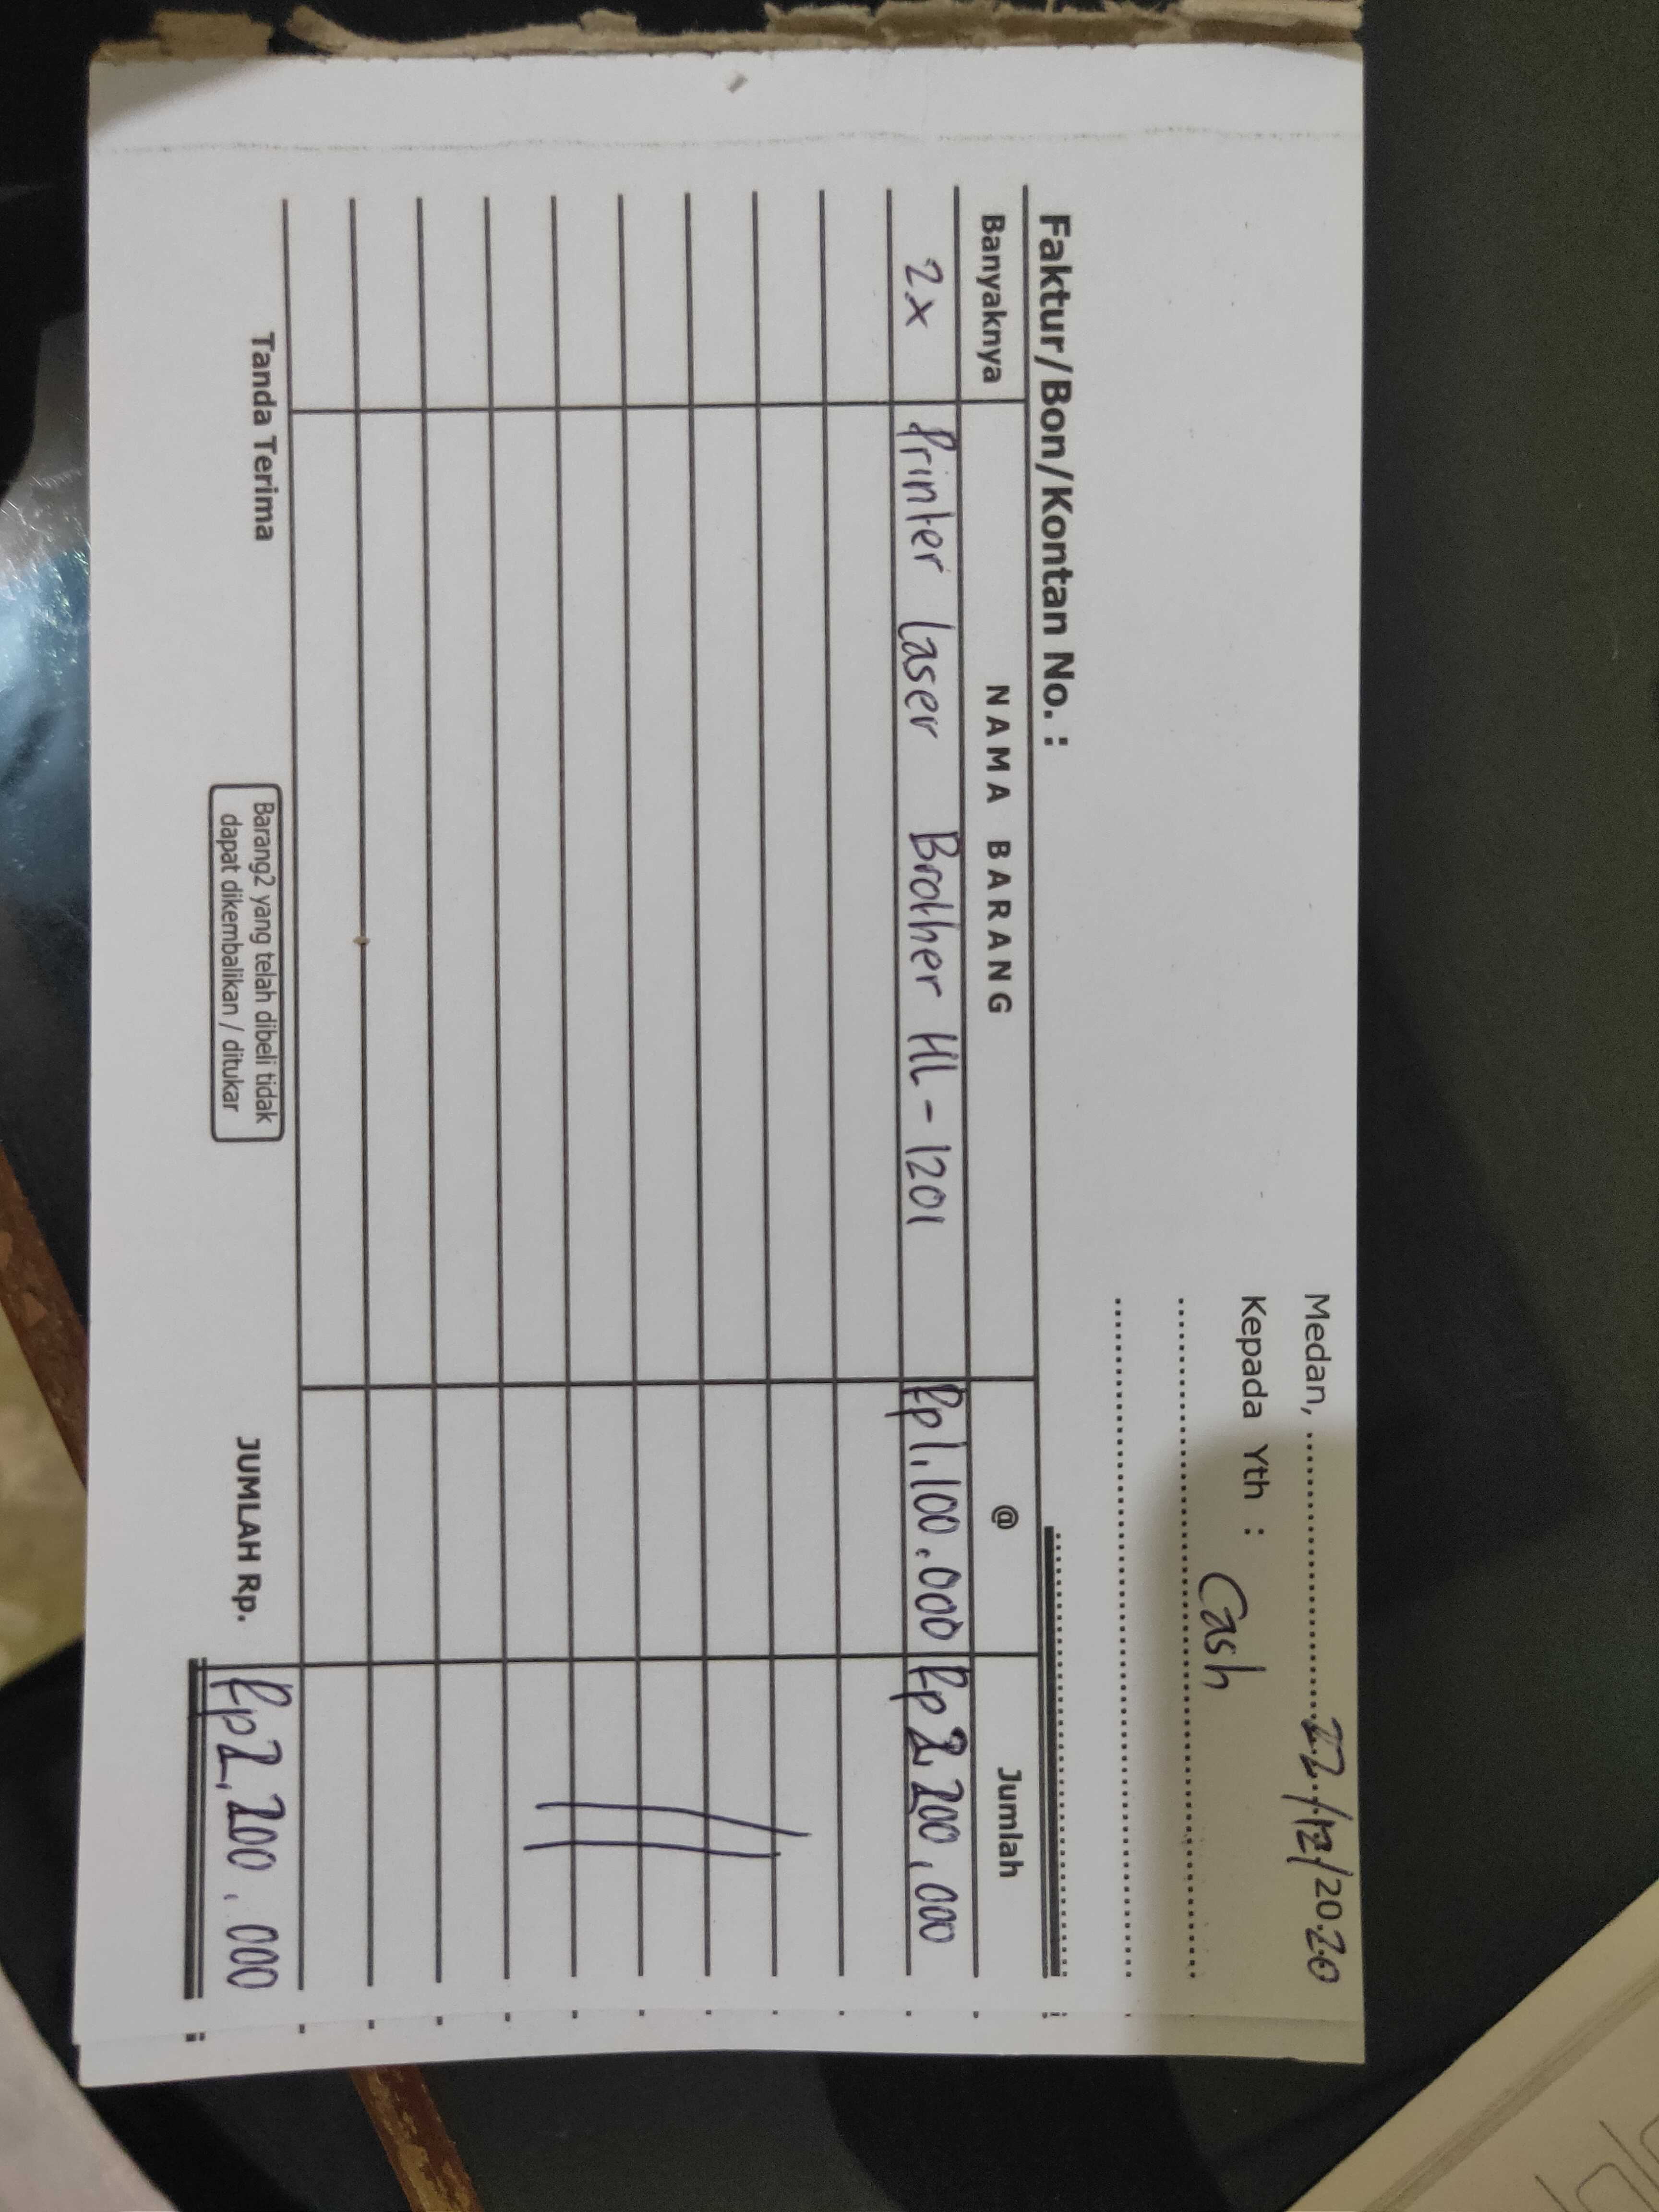 Medan, 22/12/2020
Kepada Yth : Cash
Faktur/Bon/Kontan No. :
Banyaknya NAMA BARANG @ Jumlah
2x Printer Laser Brother HL-1201 Rp1.100.000 Rp2.200.000
Tanda Terima
Barang2 yang telah dibeli tidak
dapat dikembalikan / ditukar
JUMLAH Rp. Rp2.200.000